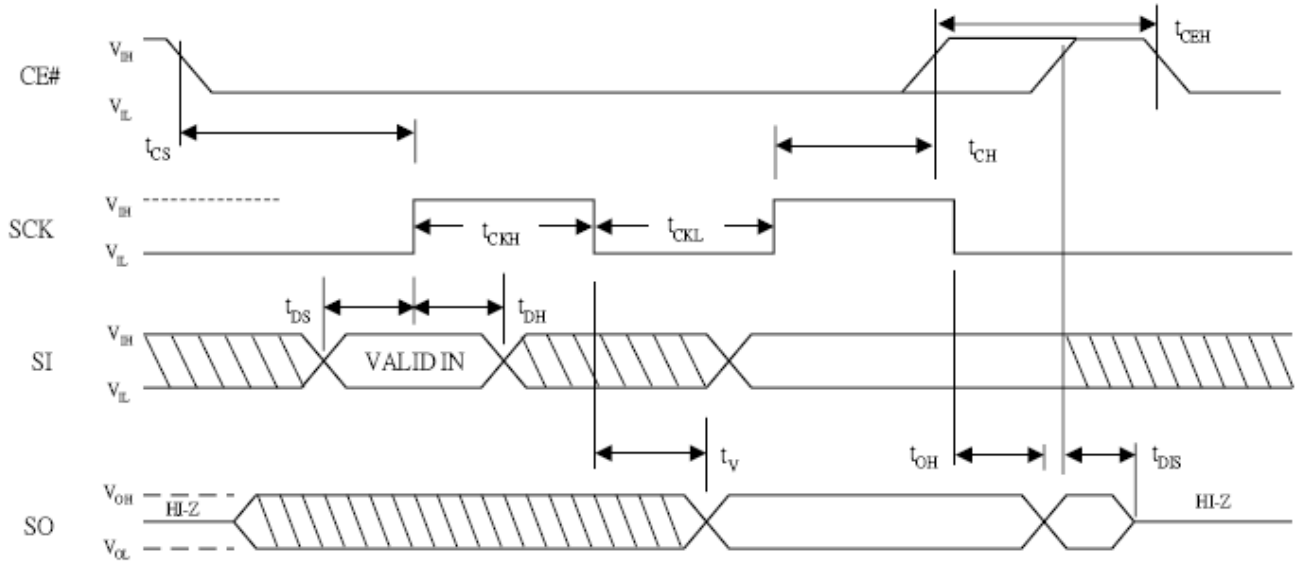 V_IH
t_CEH
CE#
V_IL
t_CS
t_CH
V_IH
SCK
t_CKH
t_CKL
V_IL
t_DS
t_DH
V_IH
SI
VALID IN
V_IL
t_V
t_OH
t_DIS
V_OH
HI-Z
HI-Z
SO
V_OL